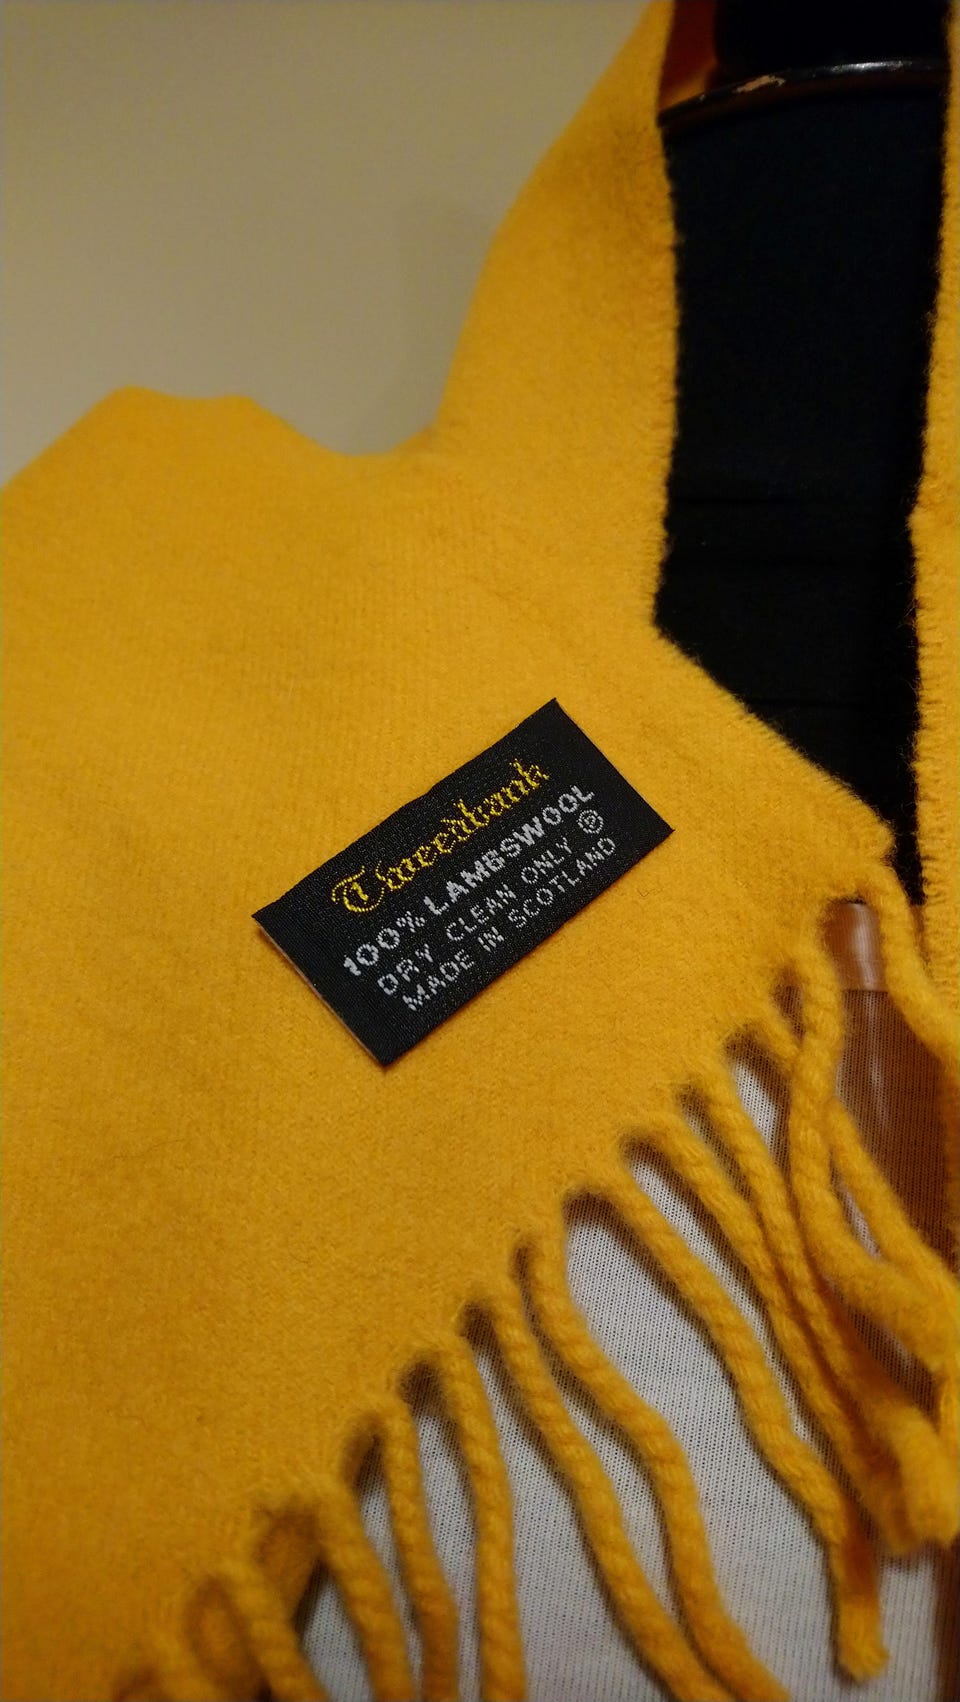 Tweedbank
100% LAMBSWOOL
DRY CLEAN ONLY Ⓟ
MADE IN SCOTLAND